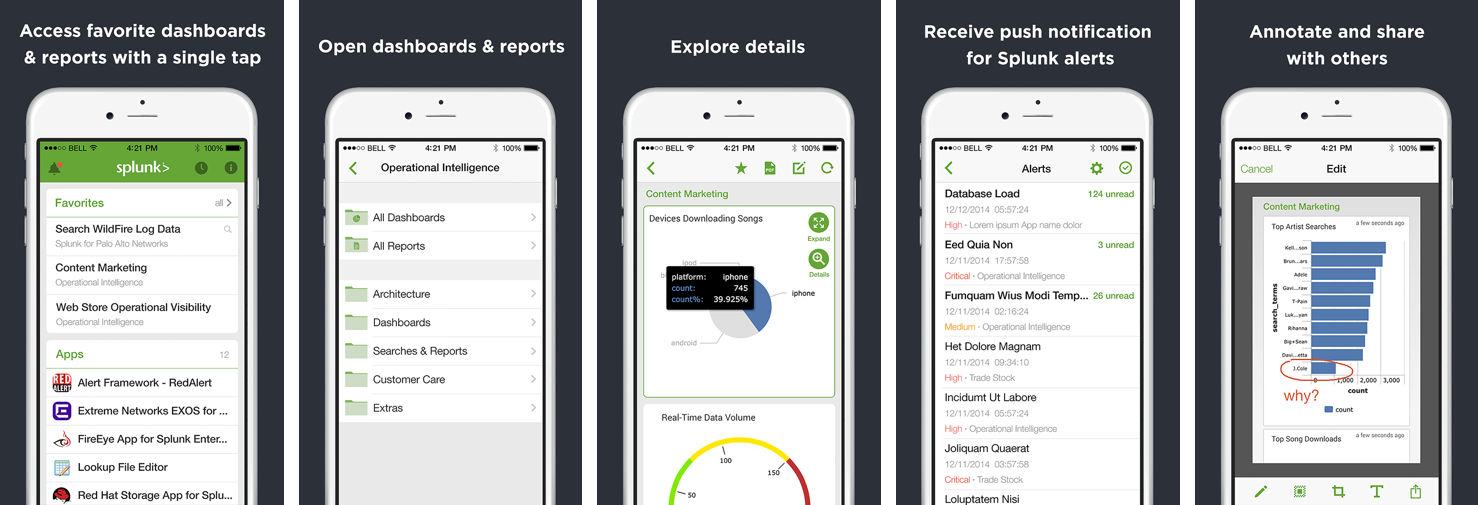 Access favorite dashboards
& reports with a single tap
BELL
4:21 PM
100%
splunk>
Favorites
all
Search WildFire Log Data
Splunk for Palo Alto Networks
Content Marketing
Operational Intelligence
Web Store Operational Visibility
Operational Intelligence
Apps
12
RED ALERT
Alert Framework - RedAlert
Extreme Networks EXOS for ...
FireEye App for Splunk Enter...
Lookup File Editor
Red Hat Storage App for Splu...
Open dashboards & reports
BELL
4:21 PM
100%
Operational Intelligence
All Dashboards
All Reports
Architecture
Dashboards
Searches & Reports
Customer Care
Extras
Explore details
BELL
4:21 PM
100%
PDF
Content Marketing
Devices Downloading Songs
Expand
Details
ipod
platform: iphone
count: 745
count%: 39.925%
iphone
android
Real-Time Data Volume
50
100
150
Receive push notification
for Splunk alerts
BELL
4:21 PM
100%
Alerts
Database Load
124 unread
12/12/2014 05:57:24
High • Lorem ipsum App name dolor
Eed Quia Non
3 unread
12/11/2014 17:57:58
Critical • Operational Intelligence
Fumquam Wius Modi Temp...
26 unread
12/11/2014 02:16:24
Medium • Operational Intelligence
Het Dolore Magnam
12/11/2014 09:34:10
High • Trade Stock
Incidumt Ut Labore
12/11/2014 05:57:24
High • Operational Intelligence
Joliquam Quaerat
12/11/2014 03:57:58
Critical • Trade Stock
Loluptatem Nisi
Annotate and share
with others
BELL
4:21 PM
100%
Cancel
Edit
Content Marketing
Top Artist Searches
a few seconds ago
search_terms
Kell...son
Brun...ars
Adele
Gavi...raw
T-Pain
Luk...yan
Rihanna
Big+Sean
Davi...etta
J.Cole
0
1,000
2,000
3,000
count
why?
count
Top Song Downloads
a few seconds ago
T